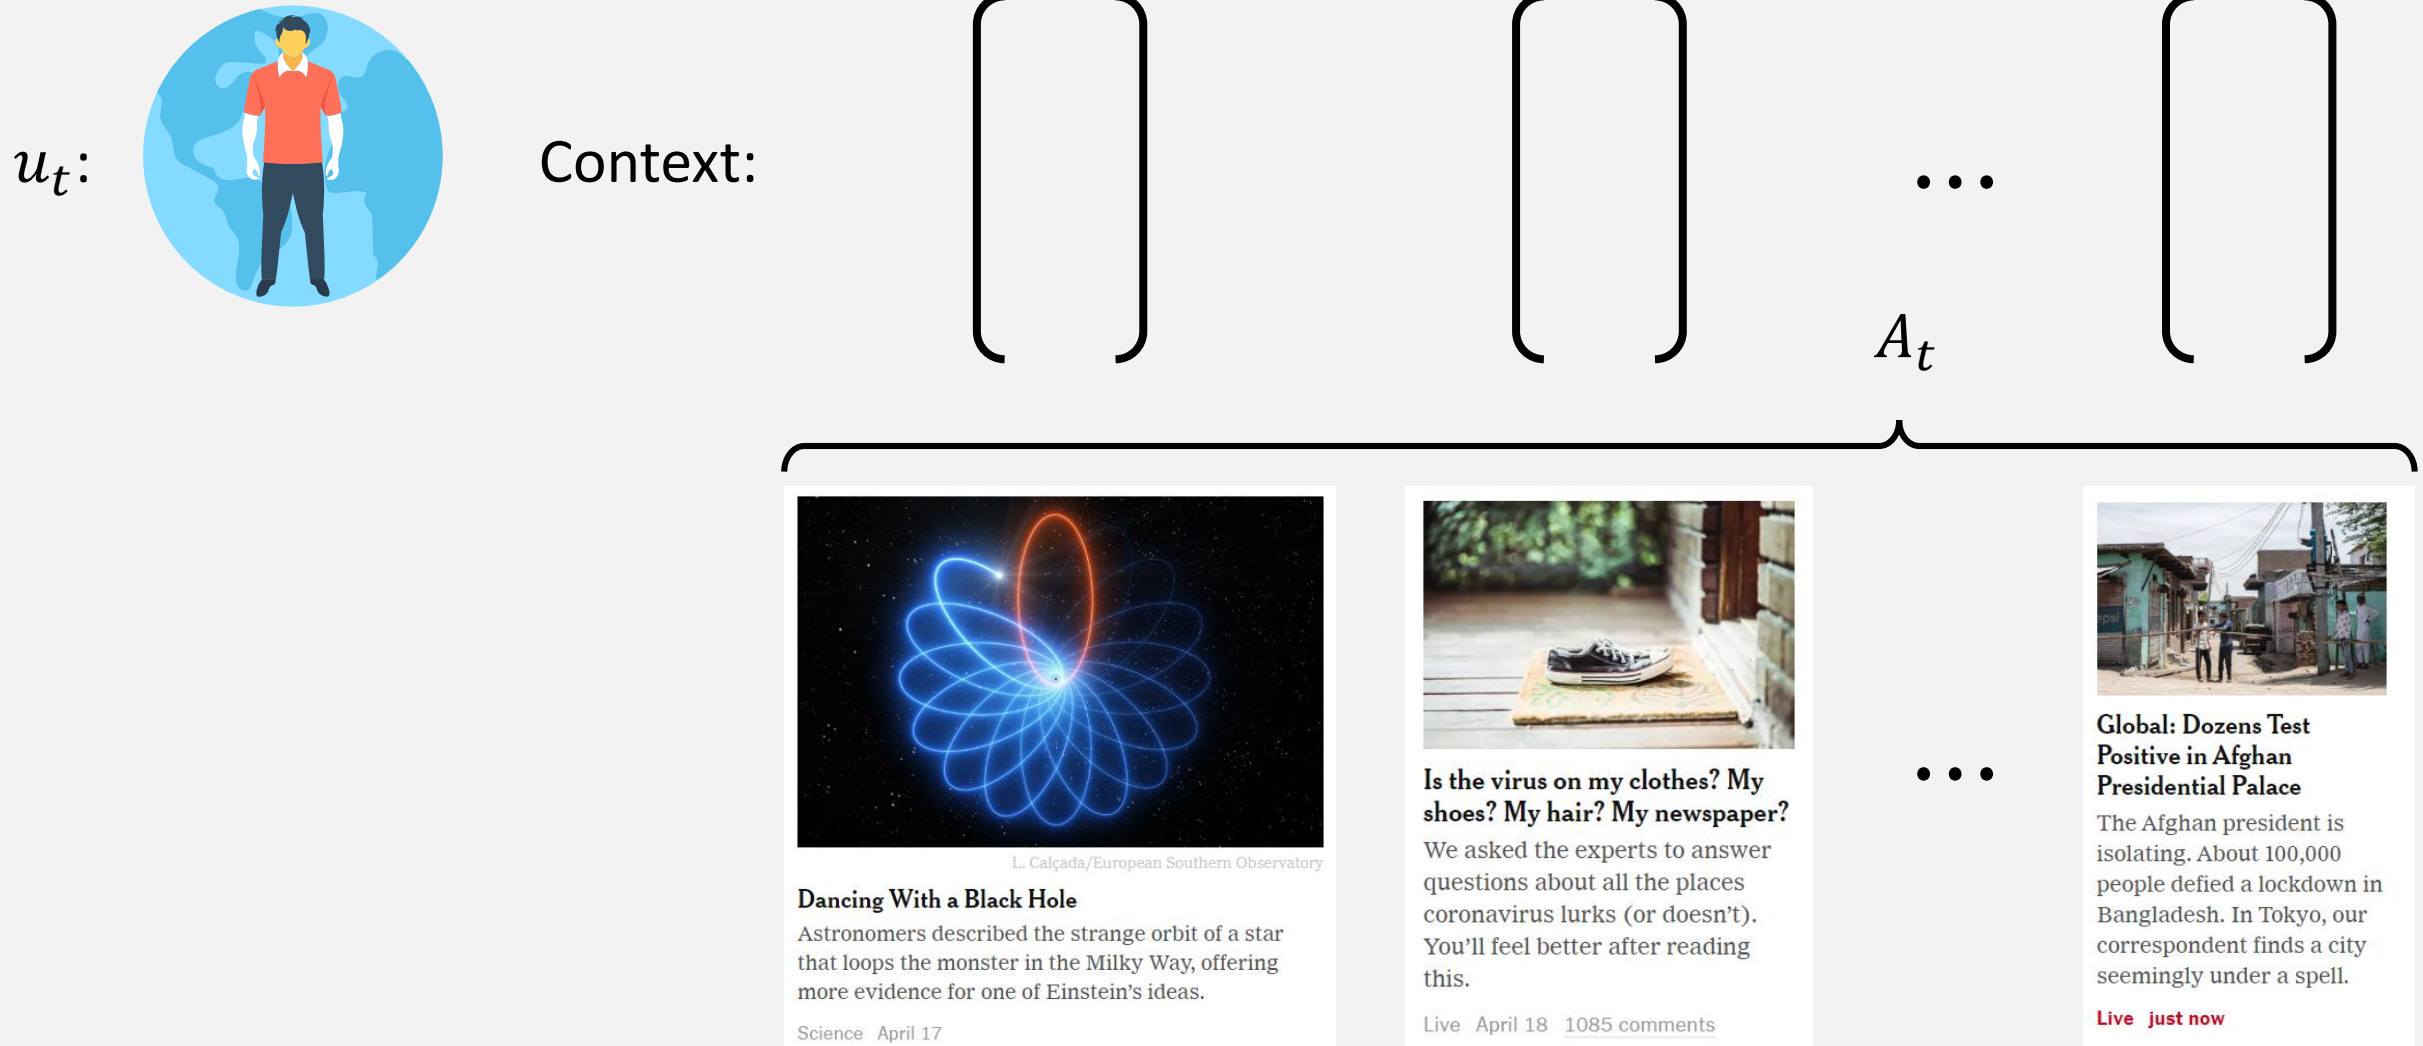 u_t:
Context:
...
A_t
L. Calçada/European Southern Observatory
Dancing With a Black Hole
Astronomers described the strange orbit of a star
that loops the monster in the Milky Way, offering
more evidence for one of Einstein's ideas.
Science April 17
Is the virus on my clothes? My
shoes? My hair? My newspaper?
We asked the experts to answer
questions about all the places
coronavirus lurks (or doesn't).
You'll feel better after reading
this.
Live April 18 1085 comments
...
epsi
Global: Dozens Test
Positive in Afghan
Presidential Palace
The Afghan president is
isolating. About 100,000
people defied a lockdown in
Bangladesh. In Tokyo, our
correspondent finds a city
seemingly under a spell.
Live just now